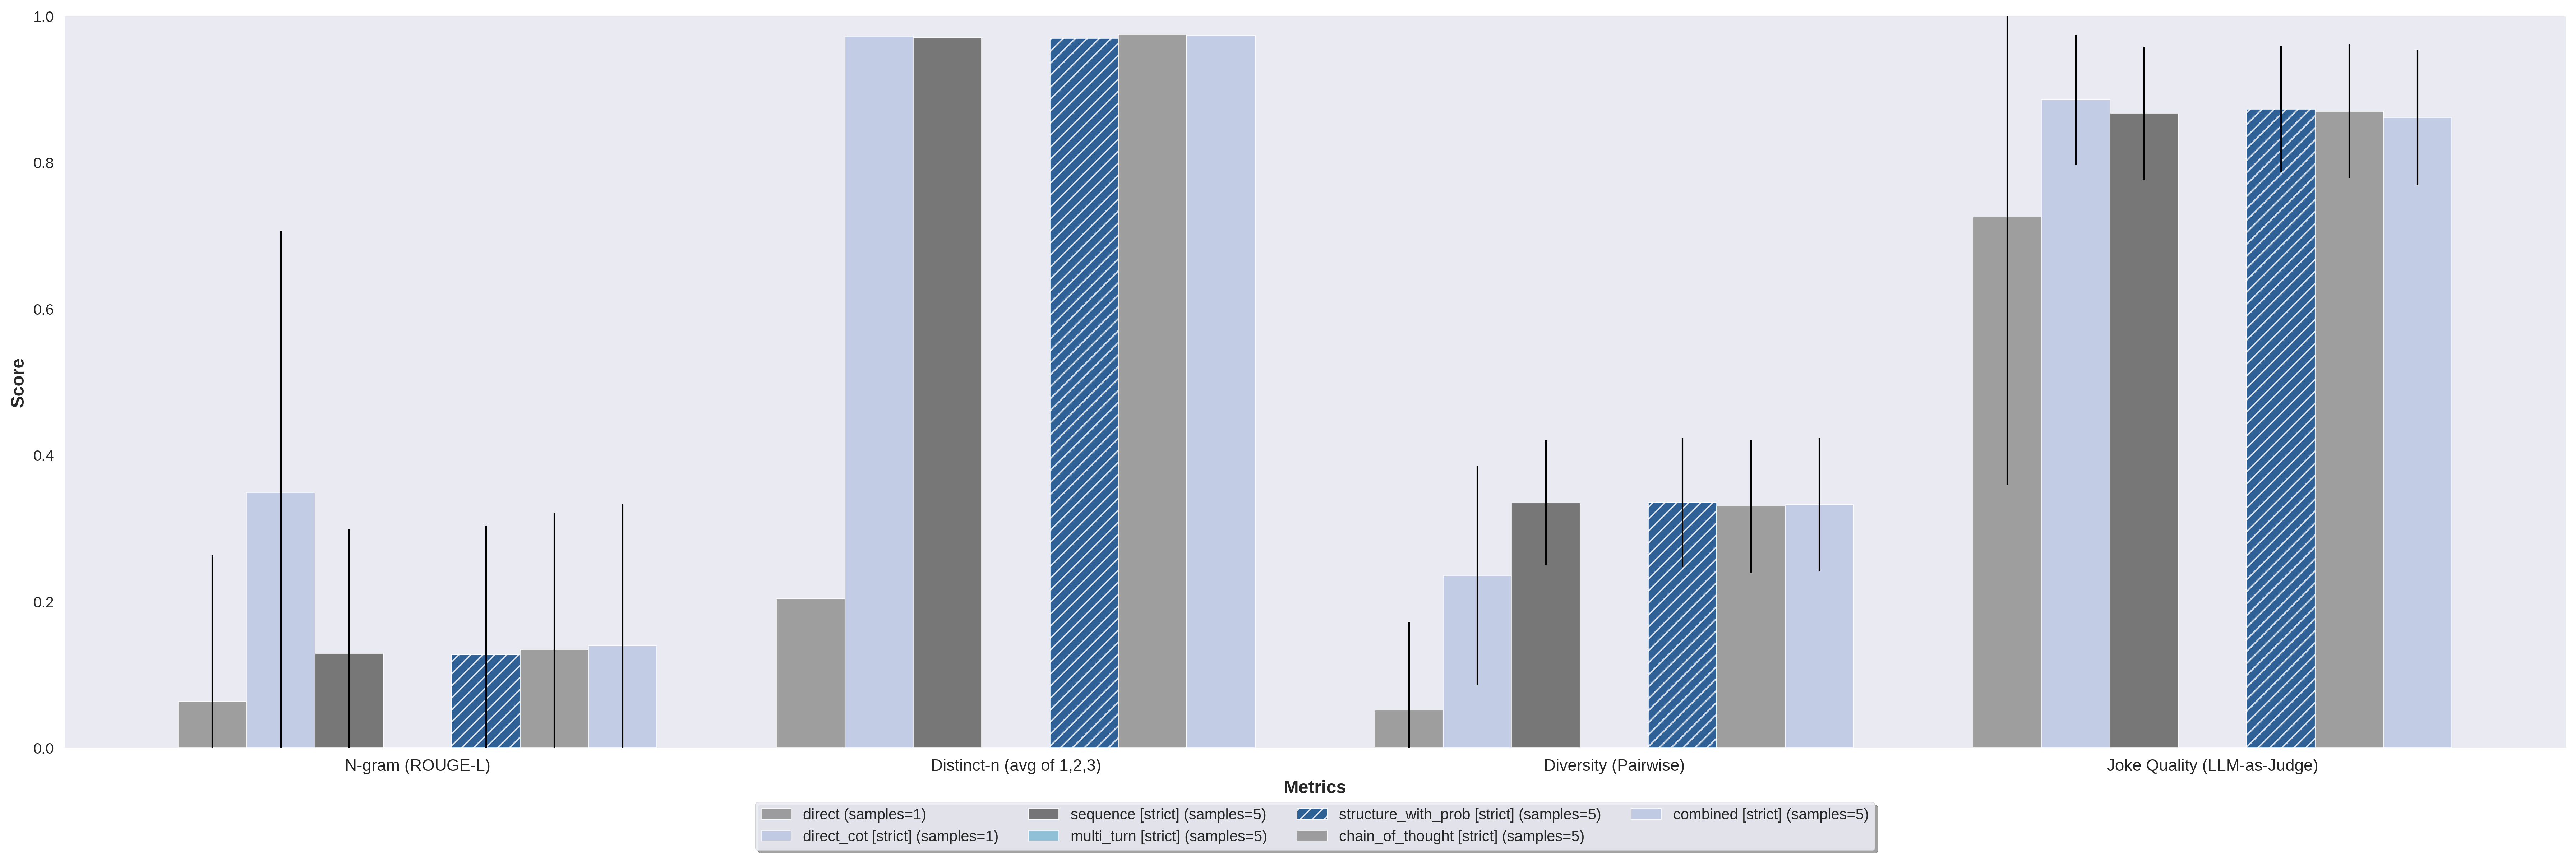 1.0
0.8
0.6
0.4
0.2
0.0
Score
N-gram (ROUGE-L)
Distinct-n (avg of 1,2,3)
Diversity (Pairwise)
Joke Quality (LLM-as-Judge)
Metrics
direct (samples=1)
direct_cot [strict] (samples=1)
sequence [strict] (samples=5)
multi_turn [strict] (samples=5)
structure_with_prob [strict] (samples=5)
chain_of_thought [strict] (samples=5)
combined [strict] (samples=5)